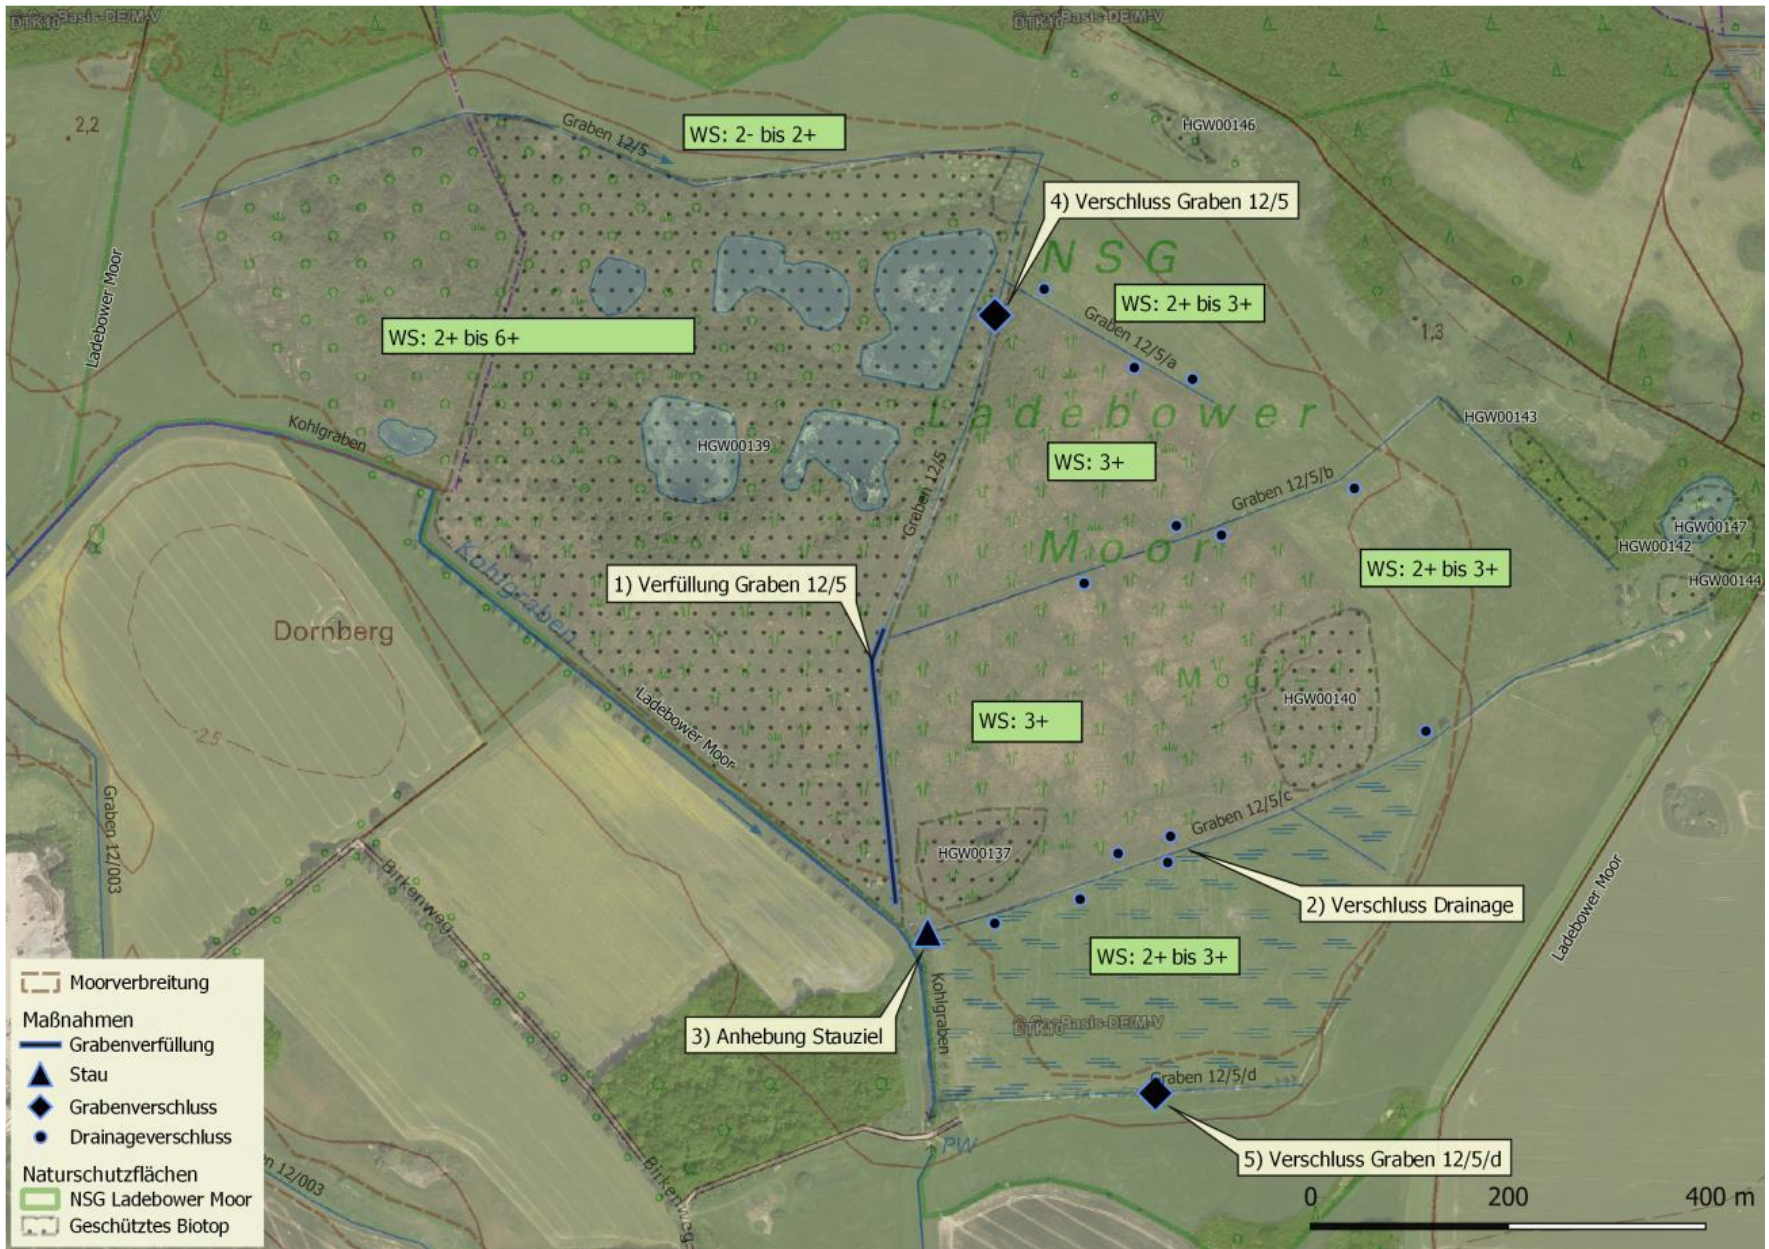 © GeoBasis-DE/M-V
DTK10
© GeoBasis-DE/M-V
DTK10
2,5
2,2
Graben 12/5
WS: 2- bis 2+
HGW00146
4) Verschluss Graben 12/5
NSG
WS: 2+ bis 3+
Ladebower Moor
WS: 2+ bis 6+
Graben 12/5/a
1,3
Ladebower
Kohlgraben
HGW00139
HGW00143
WS: 3+
Graben 12/5
Graben 12/5/b
HGW00147
HGW00142
Moor
Kohlgraben
1) Verfüllung Graben 12/5
WS: 2+ bis 3+
HGW00144
Dornberg
Moor
HGW00140
Ladebower Moor
WS: 3+
2,5
Graben 12/003
Graben 12/5/c
HGW00137
Birkenweg
2) Verschluss Drainage
Ladebower Moor
WS: 2+ bis 3+
Kohlgraben
© GeoBasis-DE/M-V
DTK10
3) Anhebung Stauziel
Graben 12/5/d
PW
5) Verschluss Graben 12/5/d
Birkenweg
n 12/003
Moorverbreitung
Maßnahmen
Grabenverfüllung
Stau
Grabenverschluss
Drainageverschluss
Naturschutzflächen
NSG Ladebower Moor
Geschütztes Biotop
0 200 400 m